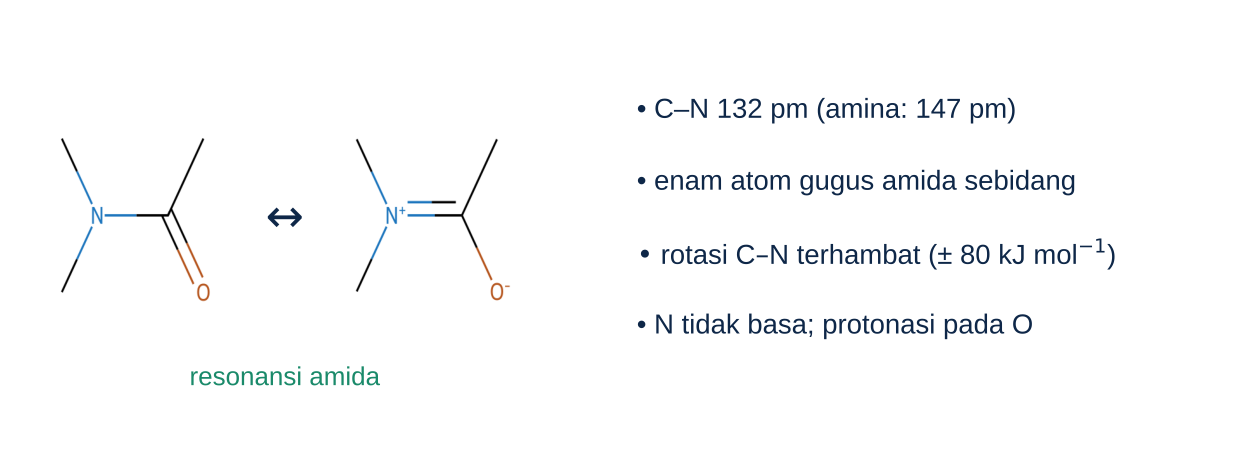 N
O
↔
N⁺
O⁻
resonansi amida
• C–N 132 pm (amina: 147 pm)
• enam atom gugus amida sebidang
• rotasi C–N terhambat (± 80 kJ mol⁻¹)
• N tidak basa; protonasi pada O